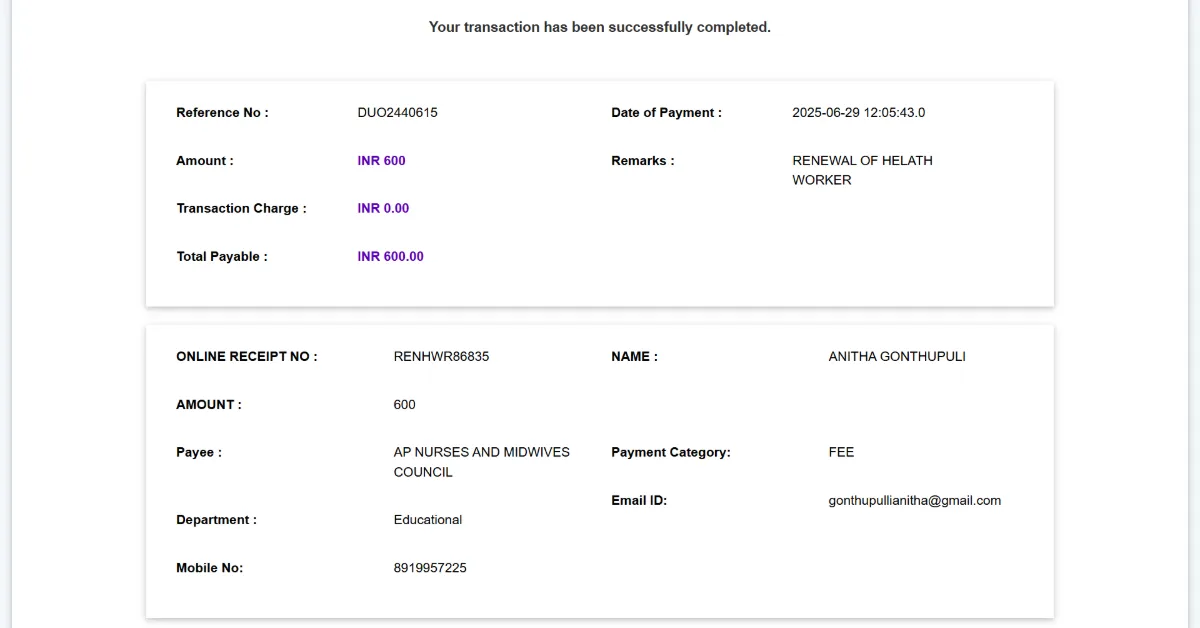 Your transaction has been successfully completed.
Reference No : DUO2440615 Date of Payment : 2025-06-29 12:05:43.0
Amount : INR 600 Remarks : RENEWAL OF HELATH
WORKER
Transaction Charge : INR 0.00
Total Payable : INR 600.00
ONLINE RECEIPT NO : RENHWR86835 NAME : ANITHA GONTHUPULI
AMOUNT : 600
Payee : AP NURSES AND MIDWIVES Payment Category: FEE
COUNCIL
Email ID: gonthupullianitha@gmail.com
Department : Educational
Mobile No: 8919957225